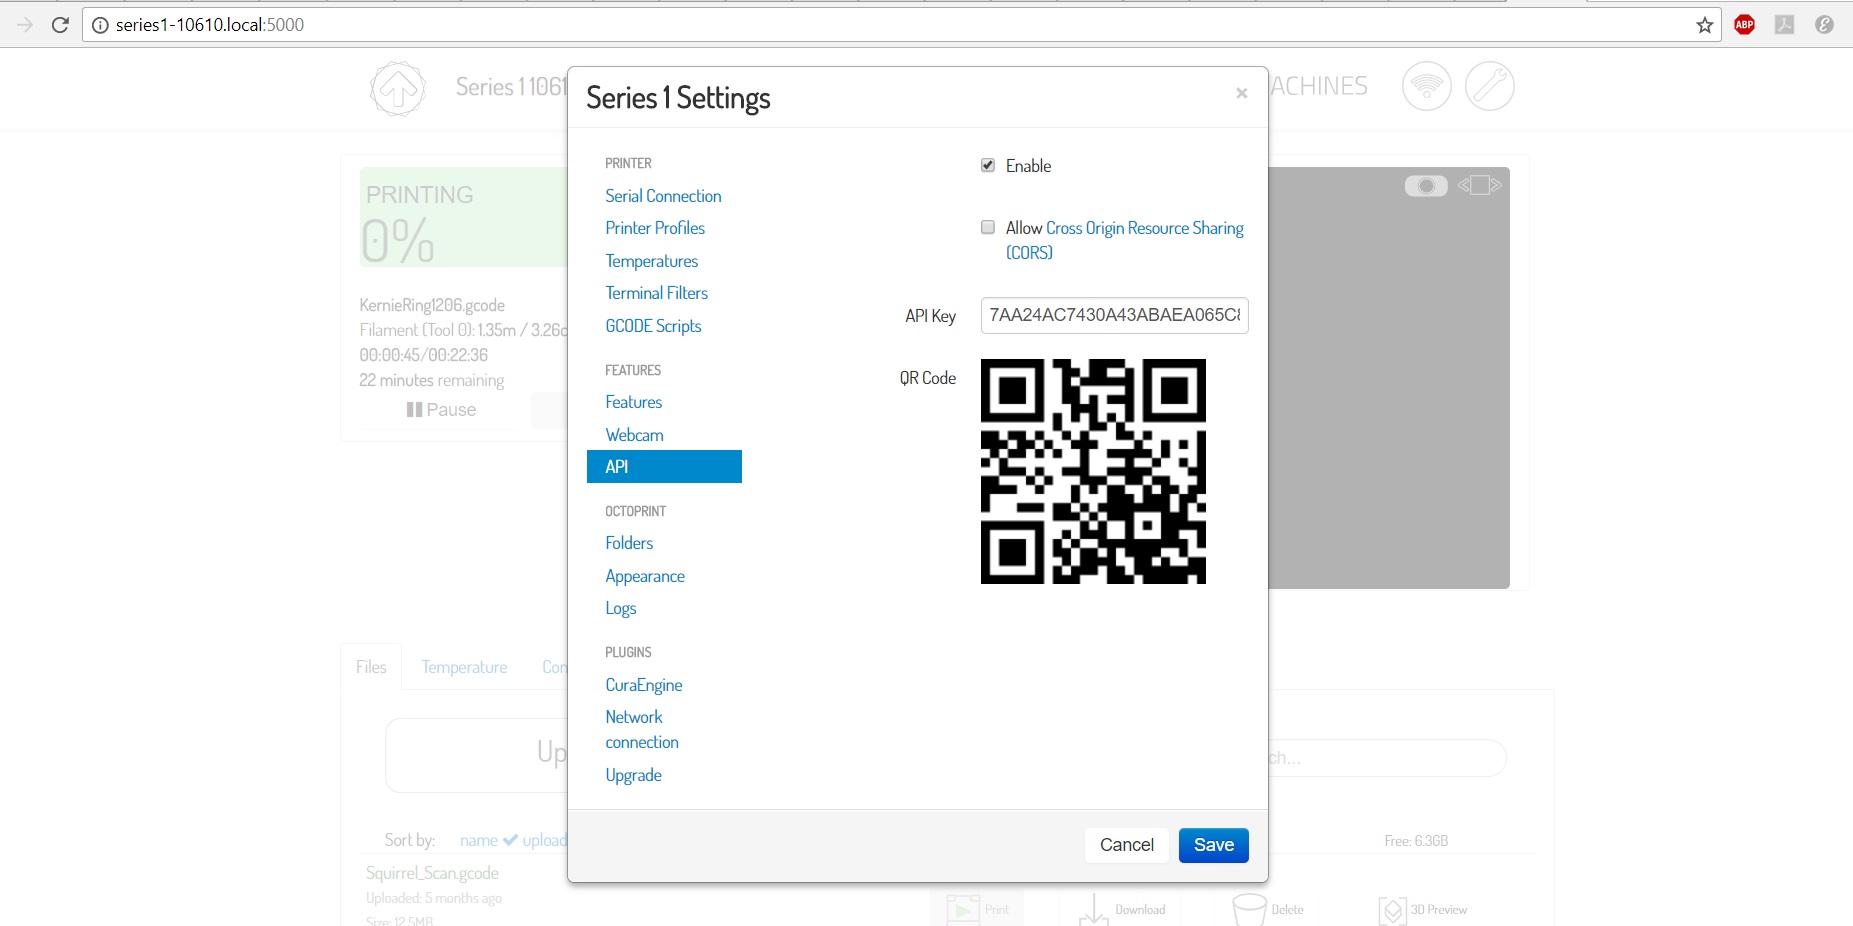 series1-10610.local:5000
ABP
Series 1 1061
ACHINES
Series 1 Settings
×
PRINTER
Serial Connection
Printer Profiles
Temperatures
Terminal Filters
GCODE Scripts
FEATURES
Features
Webcam
API
OCTOPRINT
Folders
Appearance
Logs
PLUGINS
CuraEngine
Network
connection
Upgrade
Enable
Allow Cross Origin Resource Sharing
(CORS)
API Key
7AA24AC7430A43ABAEA065C8
QR Code
Cancel
Save
PRINTING
0%
KernieRing1206.gcode
Filament (Tool 0): 1.35m / 3.26c
00:00:45/00:22:36
22 minutes remaining
Pause
Files
Temperature
Con
Up
ch...
Sort by: name upload
Free: 6.3GB
Squirrel_Scan.gcode
Uploaded: 5 months ago
Size: 12.5MB
Print
Download
Delete
3D Preview